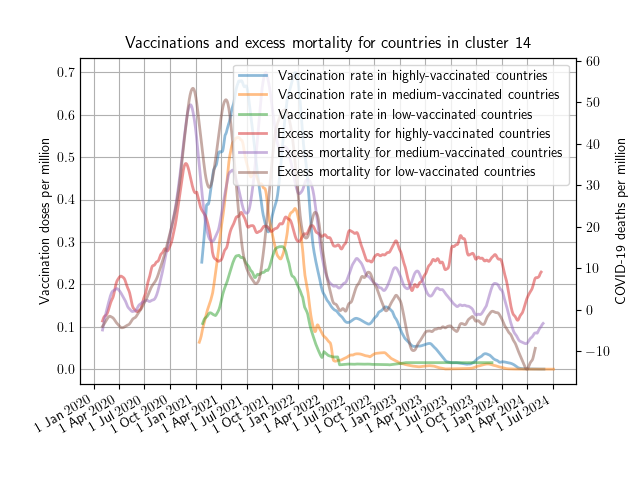 Vaccinations and excess mortality for countries in cluster 14
Vaccination rate in highly-vaccinated countries
Vaccination rate in medium-vaccinated countries
Vaccination rate in low-vaccinated countries
Excess mortality for highly-vaccinated countries
Excess mortality for medium-vaccinated countries
Excess mortality for low-vaccinated countries
Vaccination doses per million
0.7
0.6
0.5
0.4
0.3
0.2
0.1
0.0
COVID-19 deaths per million
60
50
40
30
20
10
0
−10
1 Jan 2020
1 Apr 2020
1 Jul 2020
1 Oct 2020
1 Jan 2021
1 Apr 2021
1 Jul 2021
1 Oct 2021
1 Jan 2022
1 Apr 2022
1 Jul 2022
1 Oct 2022
1 Jan 2023
1 Apr 2023
1 Jul 2023
1 Oct 2023
1 Jan 2024
1 Apr 2024
1 Jul 2024